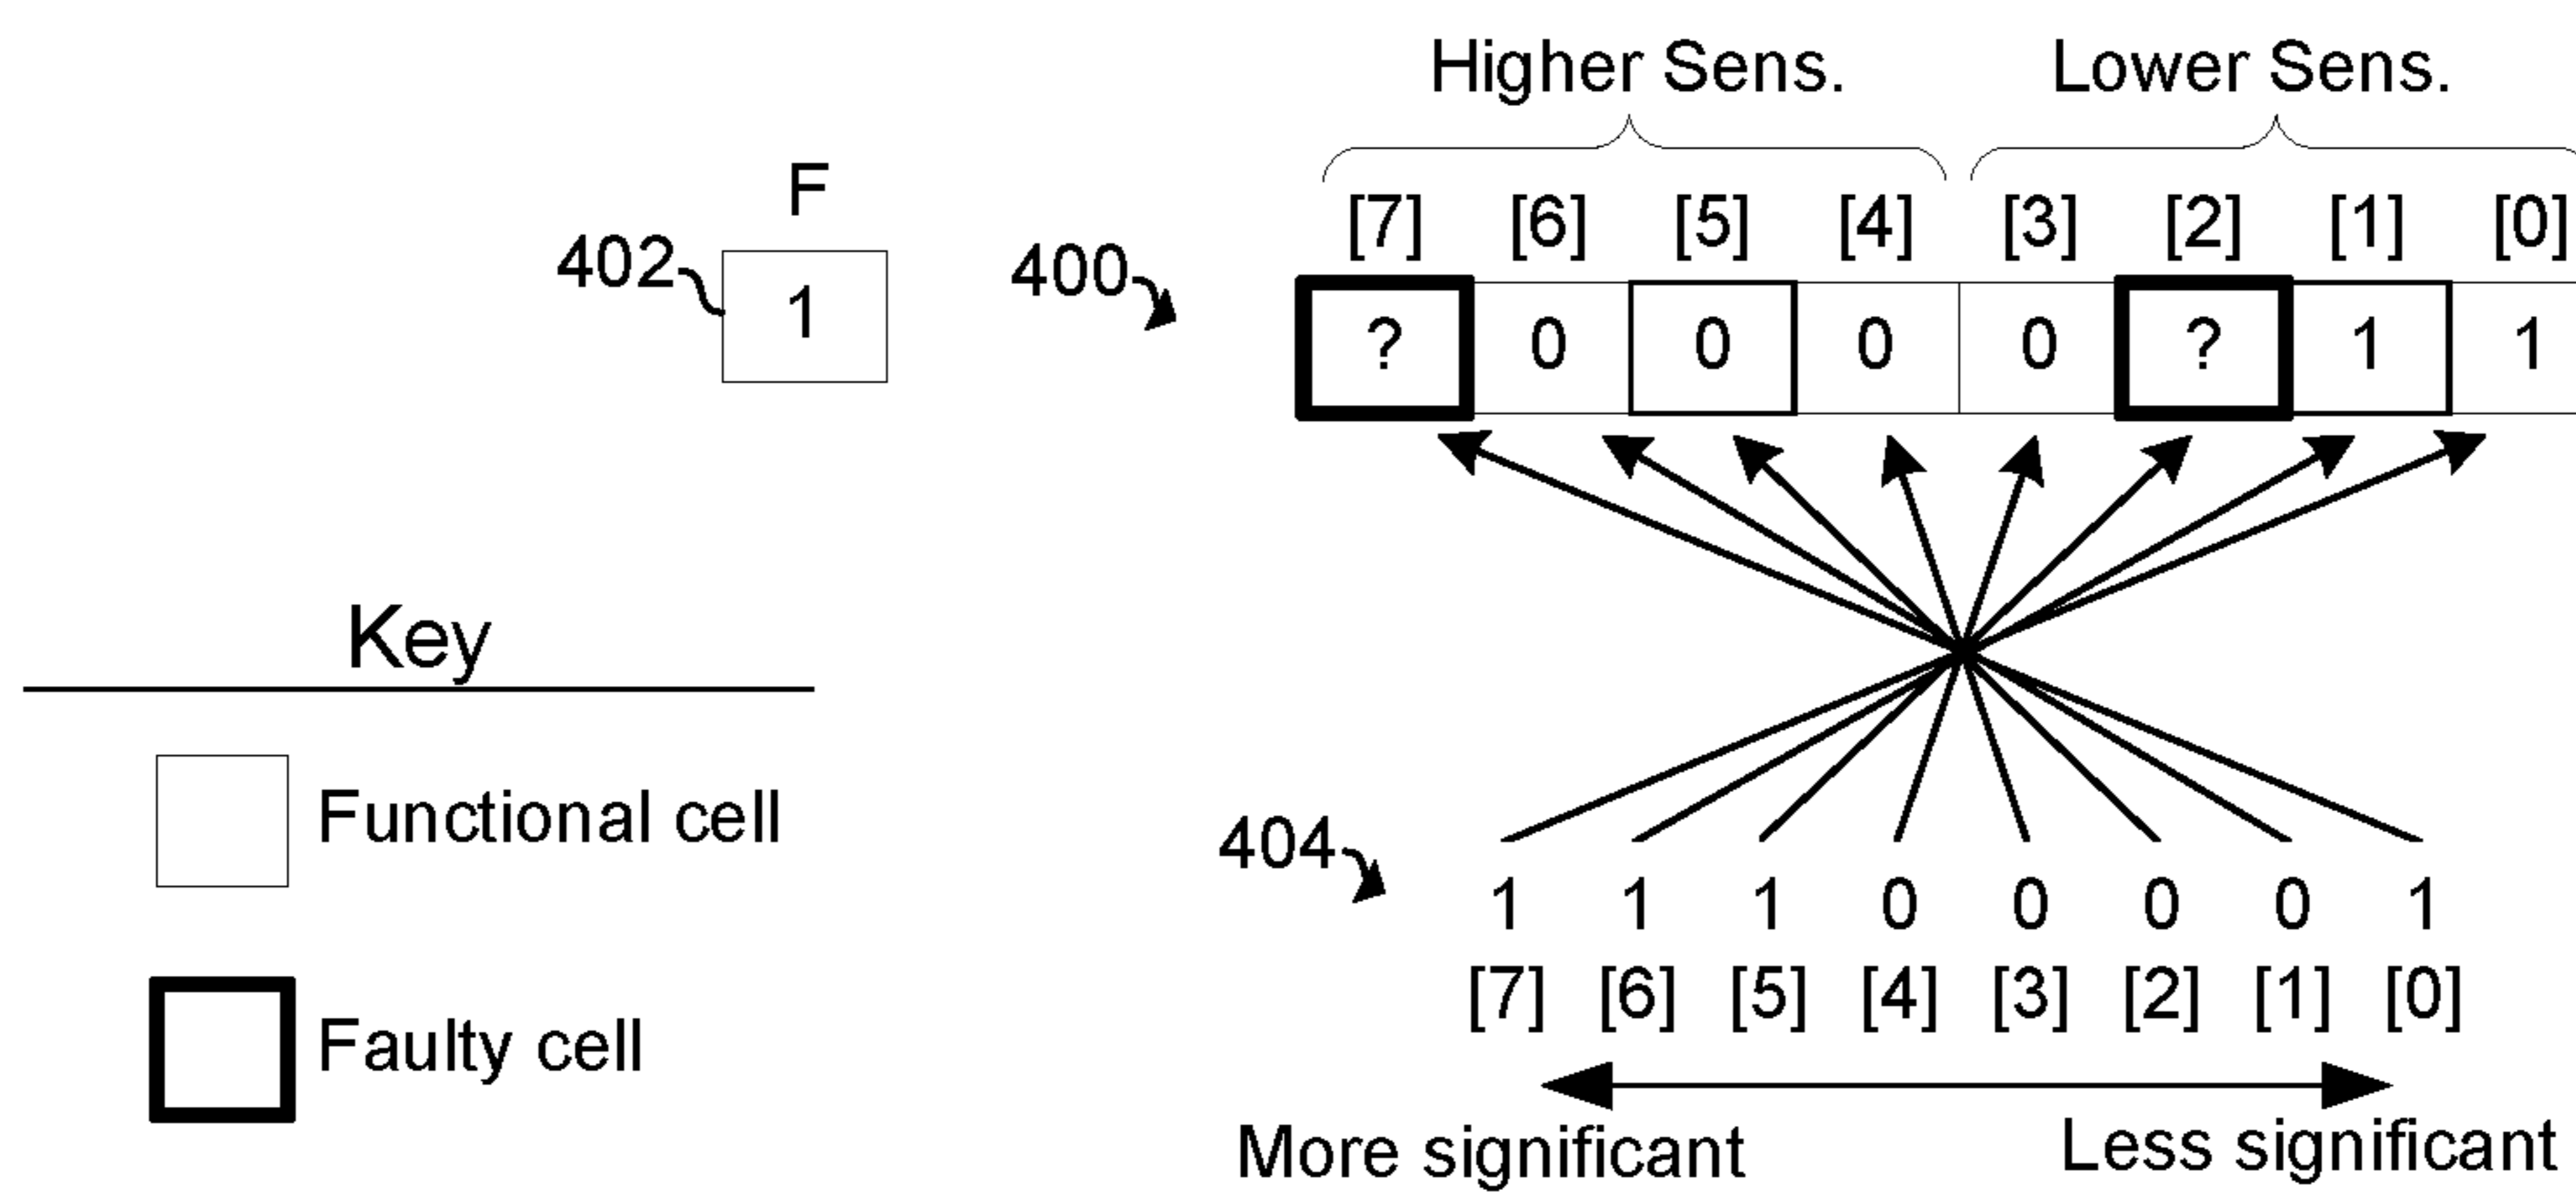 Higher Sens. Lower Sens.
F
402 1
400 [7] [6] [5] [4] [3] [2] [1] [0]
? 0 0 0 0 ? 1 1
Key
Functional cell
Faulty cell
404 1 1 1 0 0 0 0 1
[7] [6] [5] [4] [3] [2] [1] [0]
More significant Less significant